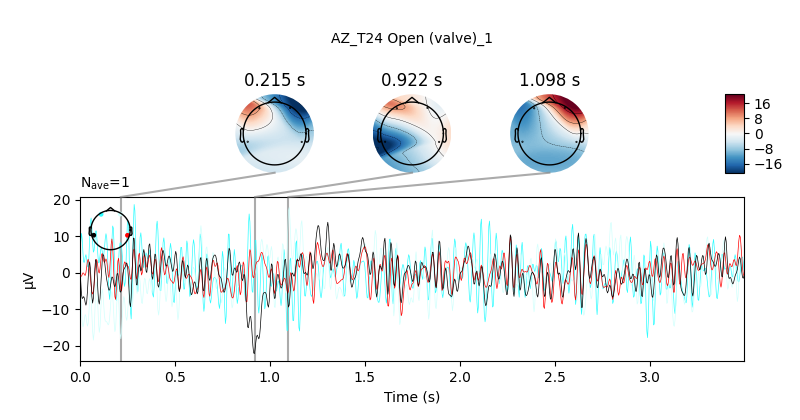 AZ_T24 Open (valve)_1
0.215 s 0.922 s 1.098 s
16
8
0
−8
−16
Nave=1
20
10
0
−10
−20
µV
0.0 0.5 1.0 1.5 2.0 2.5 3.0
Time (s)